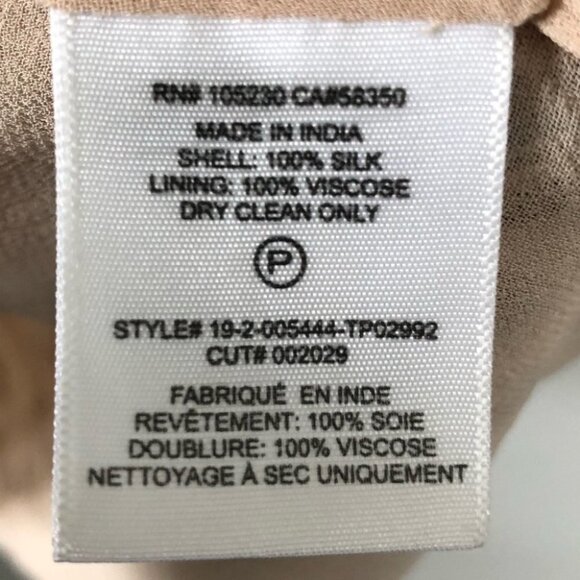 RN# 105230 CA#56350
MADE IN INDIA
SHELL: 100% SILK
LINING: 100% VISCOSE
DRY CLEAN ONLY
P
STYLE# 19-2-005444-TP02992
CUT# 002029
FABRIQUÉ EN INDE
REVÊTEMENT: 100% SOIE
DOUBLURE: 100% VISCOSE
NETTOYAGE À SEC UNIQUEMENT